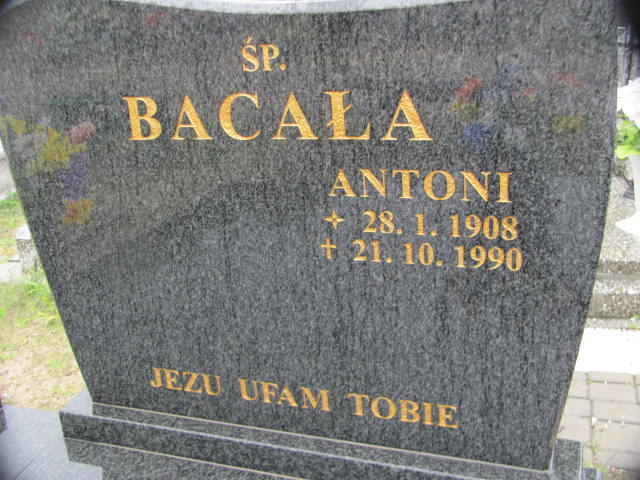 ŚP.
BACAŁA
ANTONI
✧ 28. 1. 1908
✝ 21. 10. 1990
JEZU UFAM TOBIE